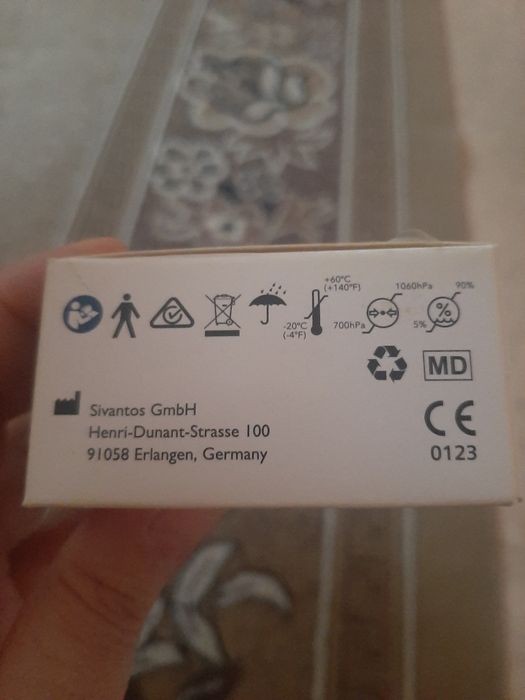 +60°C
(+140°F)
-20°C
(-4°F)
1060hPa
700hPa
90%
%
5%
MD
Sivantos GmbH
Henri-Dunant-Strasse 100
91058 Erlangen, Germany
CE
0123